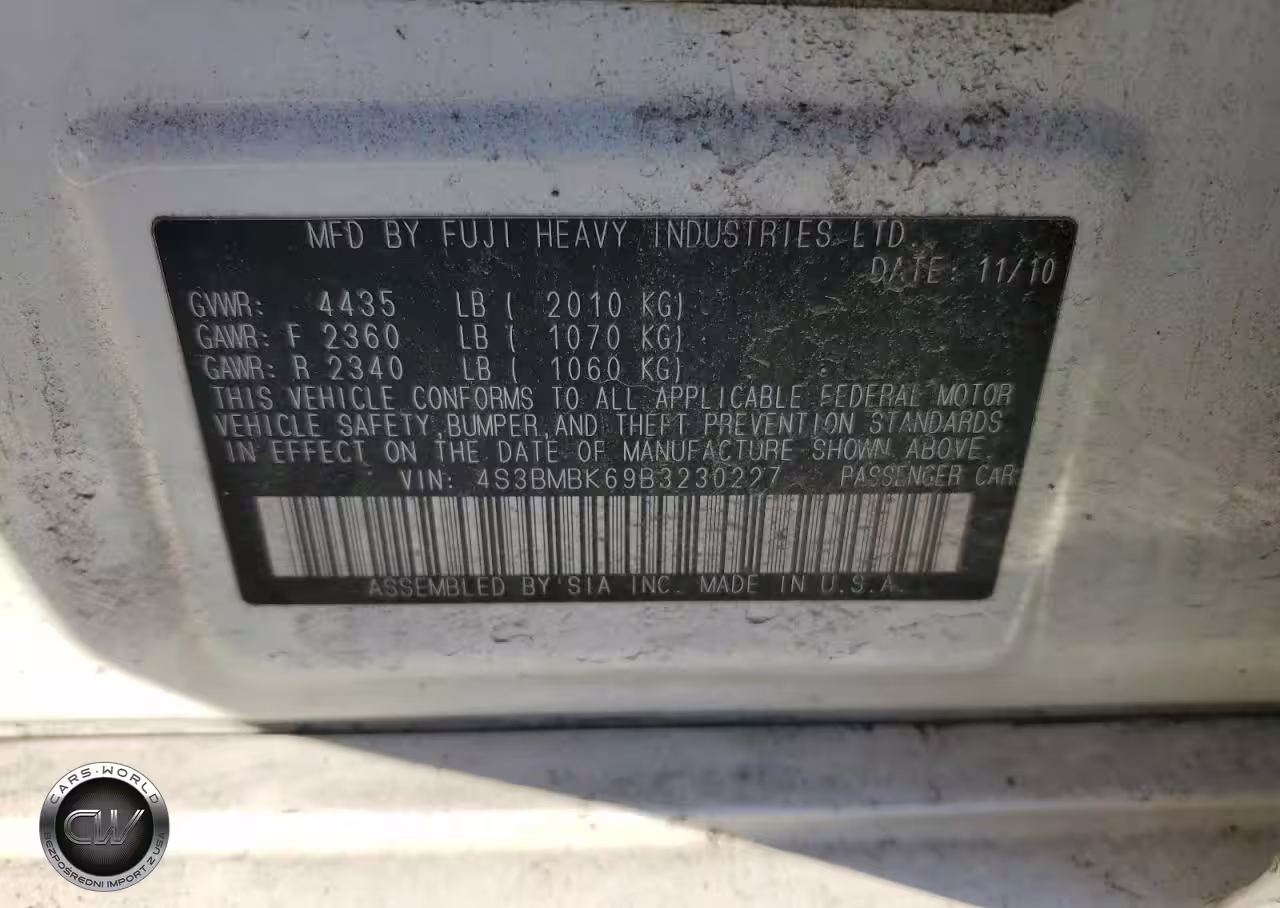 MFD BY FUJI HEAVY INDUSTRIES LTD.
DATE: 11/10
GVWR: 4435 LB ( 2010 KG)
GAWR: F 2360 LB ( 1070 KG)
GAWR: R 2340 LB ( 1060 KG)
THIS VEHICLE CONFORMS TO ALL APPLICABLE FEDERAL MOTOR
VEHICLE SAFETY, BUMPER, AND THEFT PREVENTION STANDARDS
IN EFFECT ON THE DATE OF MANUFACTURE SHOWN ABOVE.
VIN: 4S3BMBK69B3230227 PASSENGER CAR
ASSEMBLED BY SIA INC. MADE IN U.S.A.
CARS-WORLD
CW
BEZPOŚREDNI IMPORT Z USA